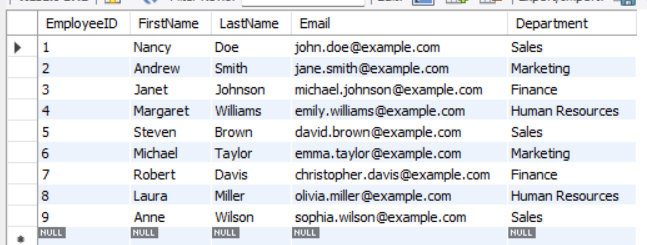 EmployeeID FirstName LastName Email Department
1 Nancy Doe john.doe@example.com Sales
2 Andrew Smith jane.smith@example.com Marketing
3 Janet Johnson michael.johnson@example.com Finance
4 Margaret Williams emily.williams@example.com Human Resources
5 Steven Brown david.brown@example.com Sales
6 Michael Taylor emma.taylor@example.com Marketing
7 Robert Davis christopher.davis@example.com Finance
8 Laura Miller olivia.miller@example.com Human Resources
9 Anne Wilson sophia.wilson@example.com Sales
NULL NULL NULL NULL NULL